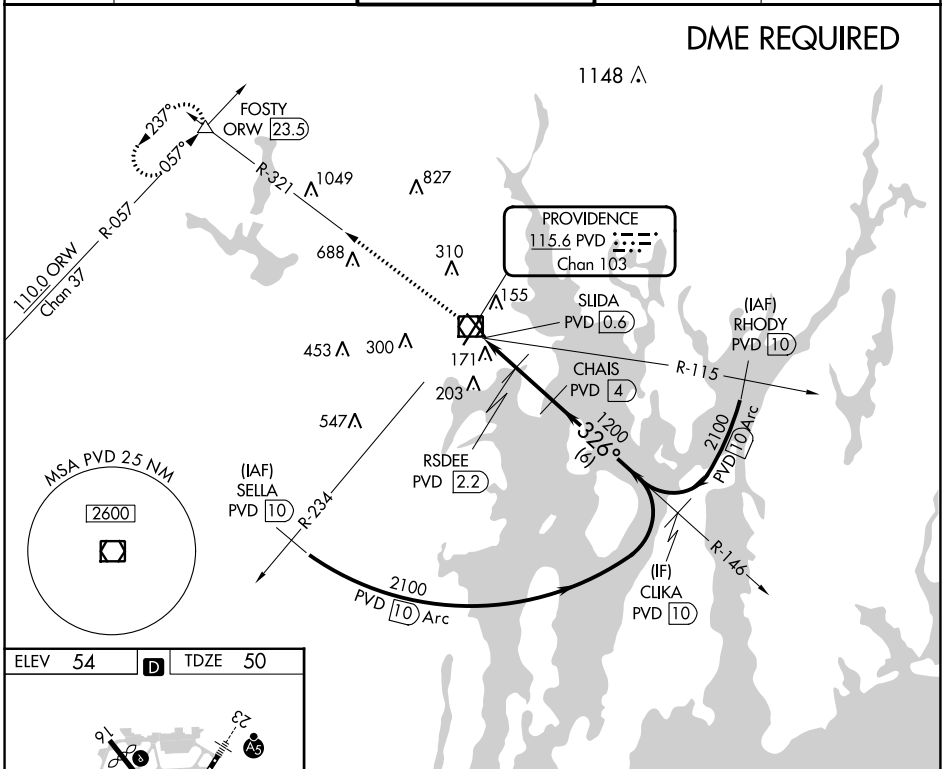 DME REQUIRED
1148
FOSTY
ORW 23.5
237°
057°
R-321
1049
827
R-057
110.0 ORW
Chan 37
688
310
PROVIDENCE
115.6 PVD
Chan 103
155
SLIDA
PVD 0.6
(IAF)
RHODY
PVD 10
453
300
171
R-115
CHAIS
PVD 4
203
547
1200
326°
(6)
2100
PVD 10 Arc
RSDEE
PVD 2.2
MSA PVD 25 NM
2600
(IAF)
SELLA
PVD 10
R-234
R-146
(IF)
CLIKA
PVD 10
2100
PVD 10 Arc
ELEV 54
D
TDZE 50
16
23
A5
P